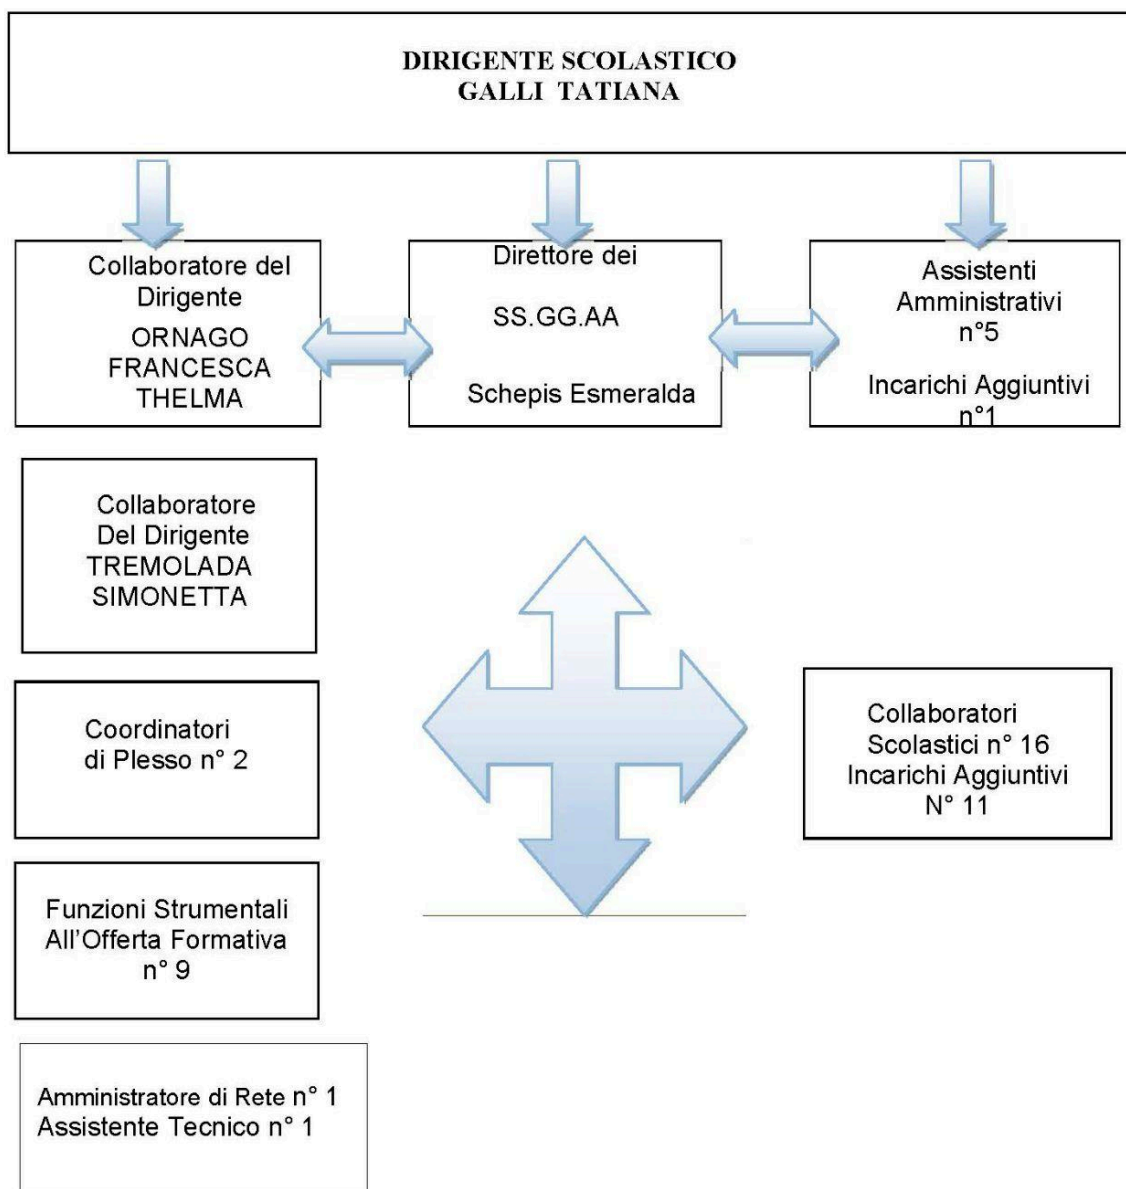 DIRIGENTE SCOLASTICO
GALLI TATIANA
Collaboratore del
Dirigente
ORNAGO
FRANCESCA
THELMA
Direttore dei
SS.GG.AA
Schepis Esmeralda
Assistenti
Amministrativi
n°5
Incarichi Aggiuntivi
n°1
Collaboratore
Del Dirigente
TREMOLADA
SIMONETTA
Coordinatori
di Plesso n° 2
Collaboratori
Scolastici n° 16
Incarichi Aggiuntivi
N° 11
Funzioni Strumentali
All’Offerta Formativa
n° 9
Amministratore di Rete n° 1
Assistente Tecnico n° 1